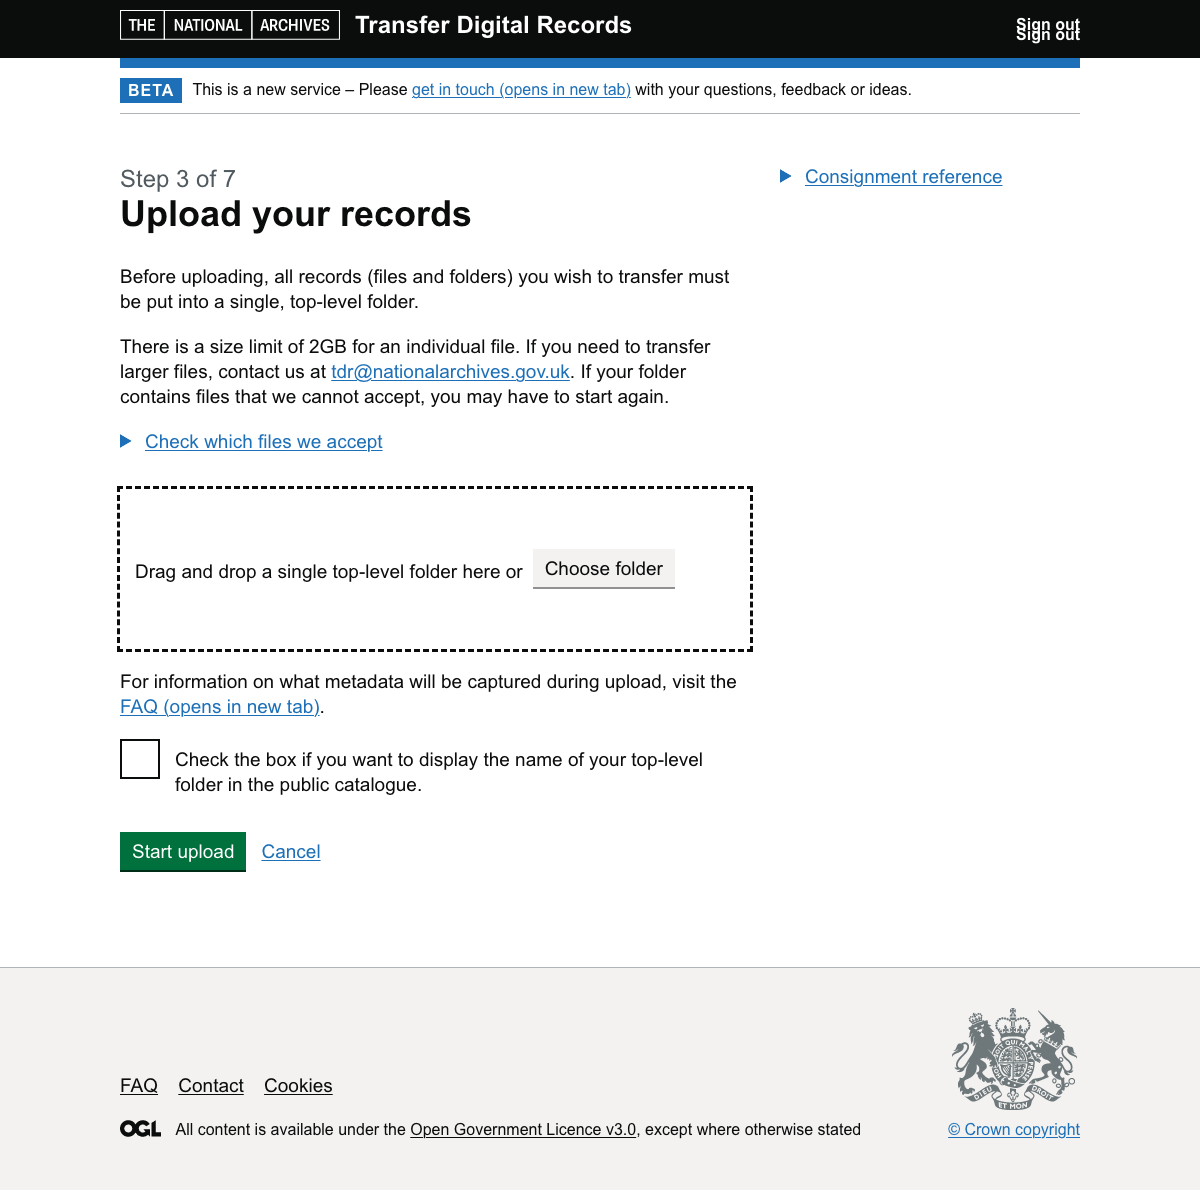 THE NATIONAL ARCHIVES Transfer Digital Records
Sign out
Sign out
BETA This is a new service – Please get in touch (opens in new tab) with your questions, feedback or ideas.
Step 3 of 7
Upload your records
Consignment reference
Before uploading, all records (files and folders) you wish to transfer must
be put into a single, top-level folder.
There is a size limit of 2GB for an individual file. If you need to transfer
larger files, contact us at tdr@nationalarchives.gov.uk. If your folder
contains files that we cannot accept, you may have to start again.
Check which files we accept
Drag and drop a single top-level folder here or Choose folder
For information on what metadata will be captured during upload, visit the
FAQ (opens in new tab).
Check the box if you want to display the name of your top-level
folder in the public catalogue.
Start upload Cancel
FAQ Contact Cookies
DIEU ET MON DROIT
OGL All content is available under the Open Government Licence v3.0, except where otherwise stated
© Crown copyright